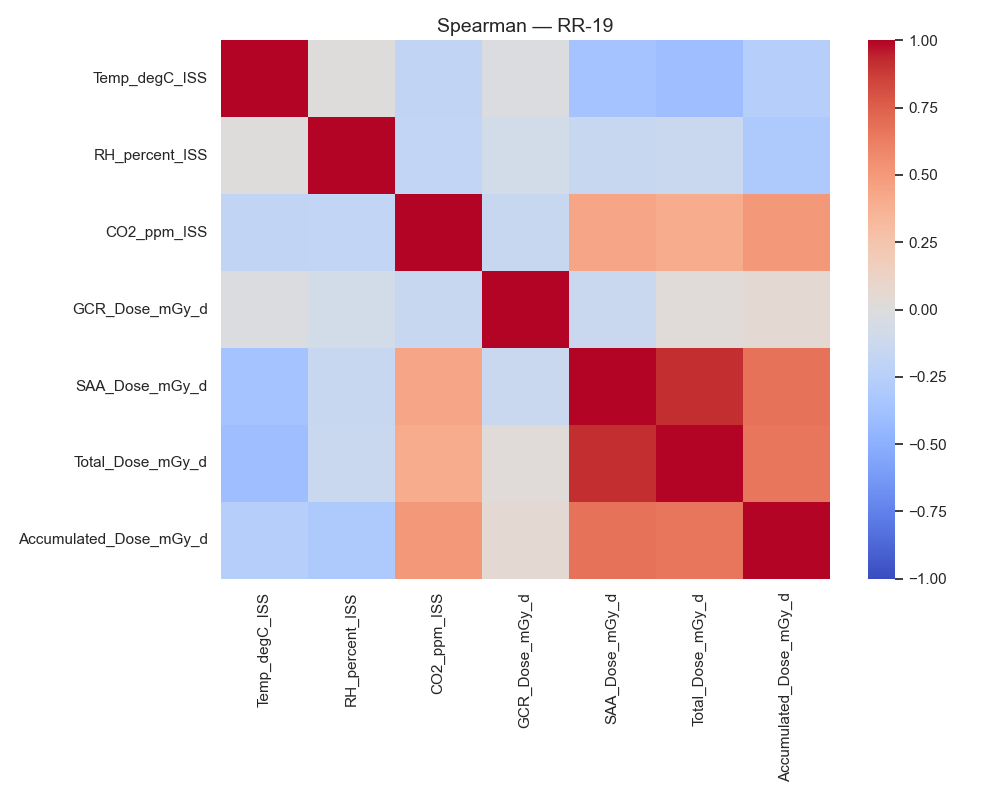 Spearman — RR-19
Temp_degC_ISS
RH_percent_ISS
CO2_ppm_ISS
GCR_Dose_mGy_d
SAA_Dose_mGy_d
Total_Dose_mGy_d
Accumulated_Dose_mGy_d
Temp_degC_ISS
RH_percent_ISS
CO2_ppm_ISS
GCR_Dose_mGy_d
SAA_Dose_mGy_d
Total_Dose_mGy_d
Accumulated_Dose_mGy_d
1.00
0.75
0.50
0.25
0.00
−0.25
−0.50
−0.75
−1.00